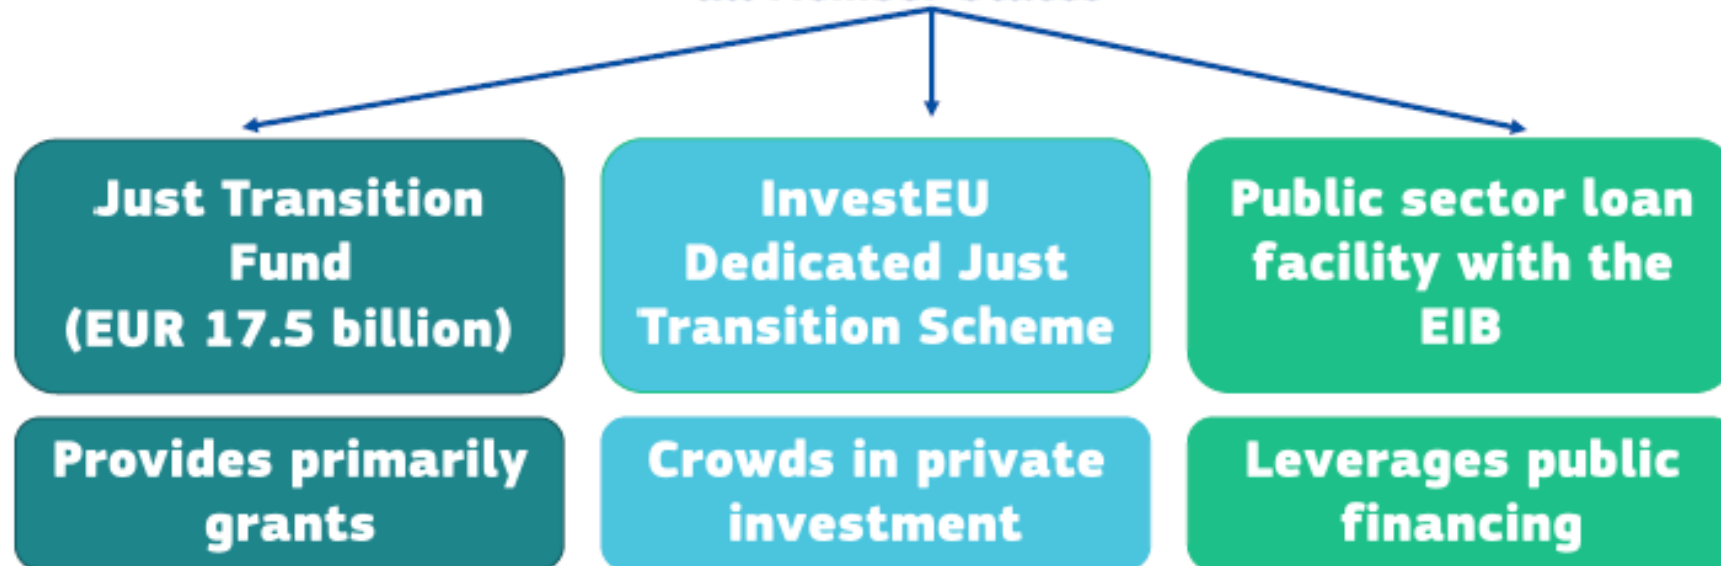 Just Transition
Fund
(EUR 17.5 billion)
InvestEU
Dedicated Just
Transition Scheme
Public sector loan
facility with the
EIB
Provides primarily
grants
Crowds in private
investment
Leverages public
financing